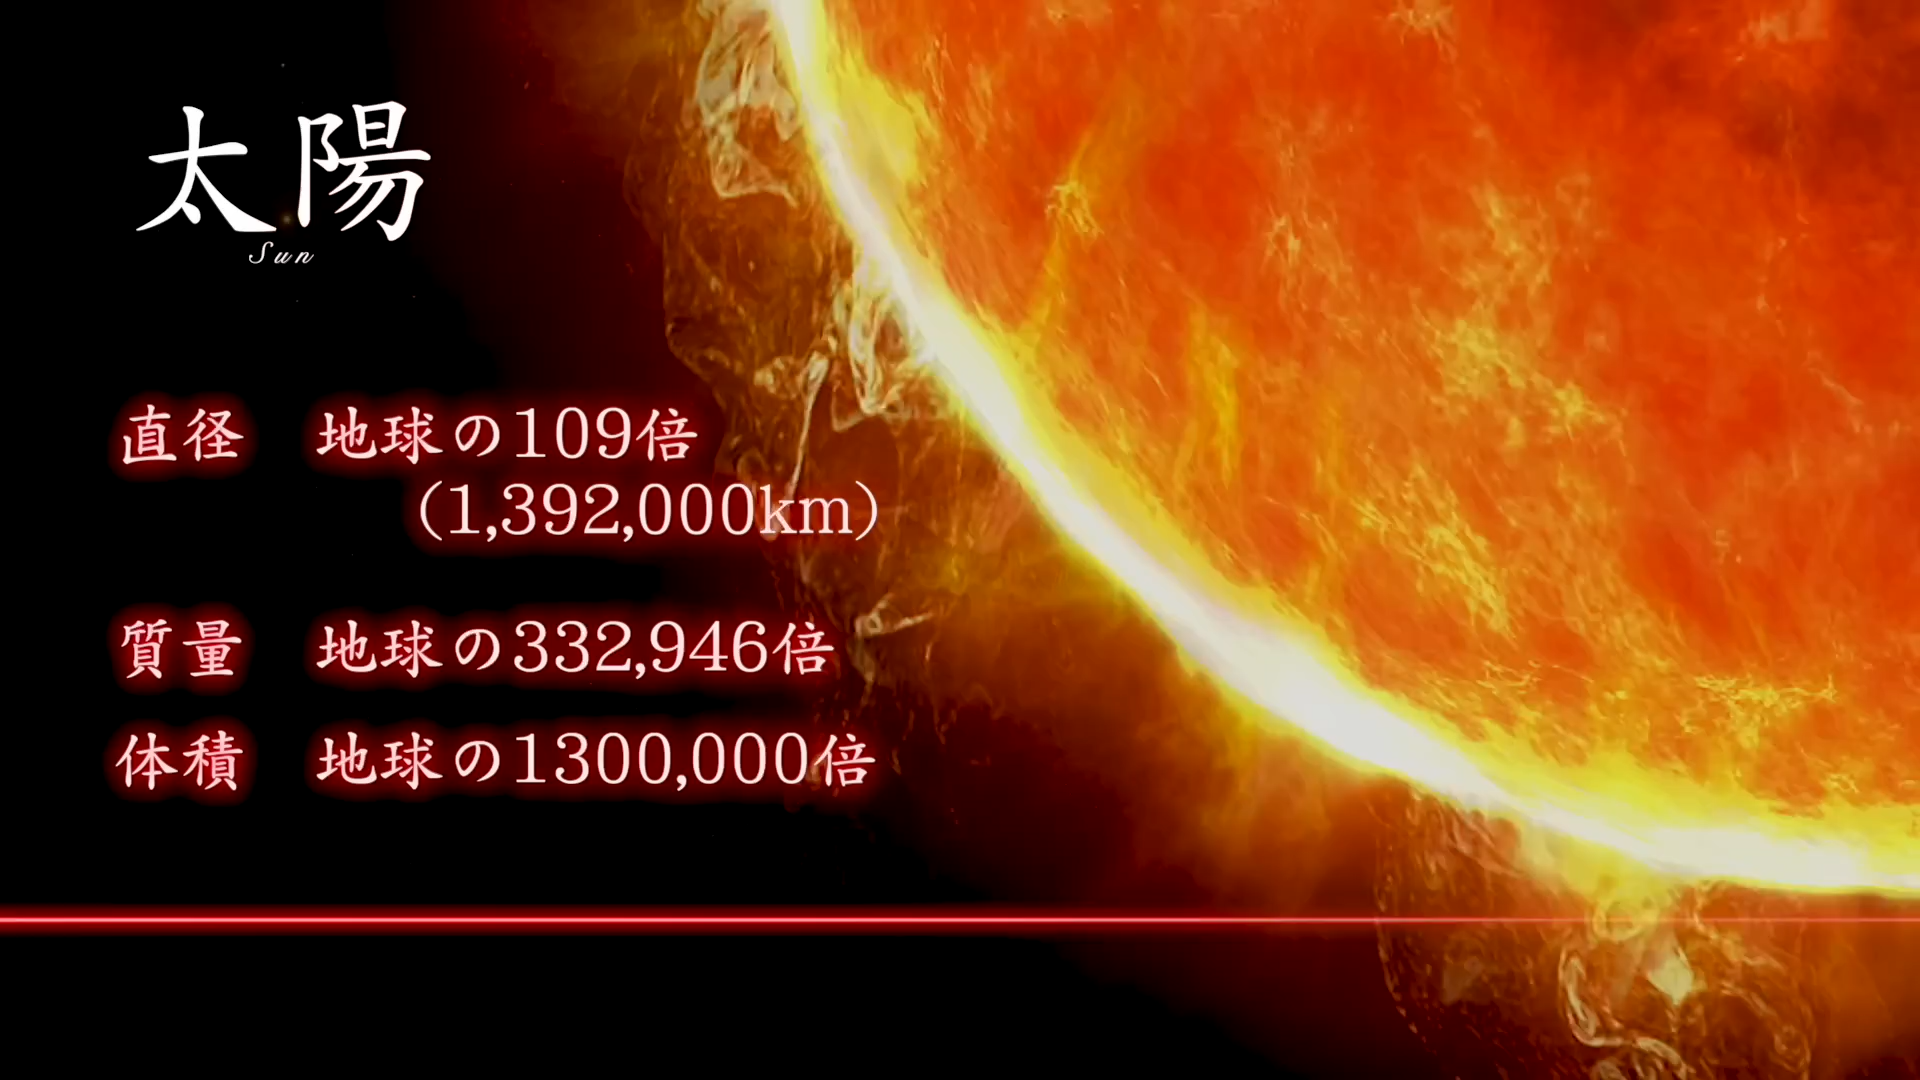 太陽
Sun
直径 地球の109倍
(1,392,000km)
質量 地球の332,946倍
体積 地球の1300,000倍